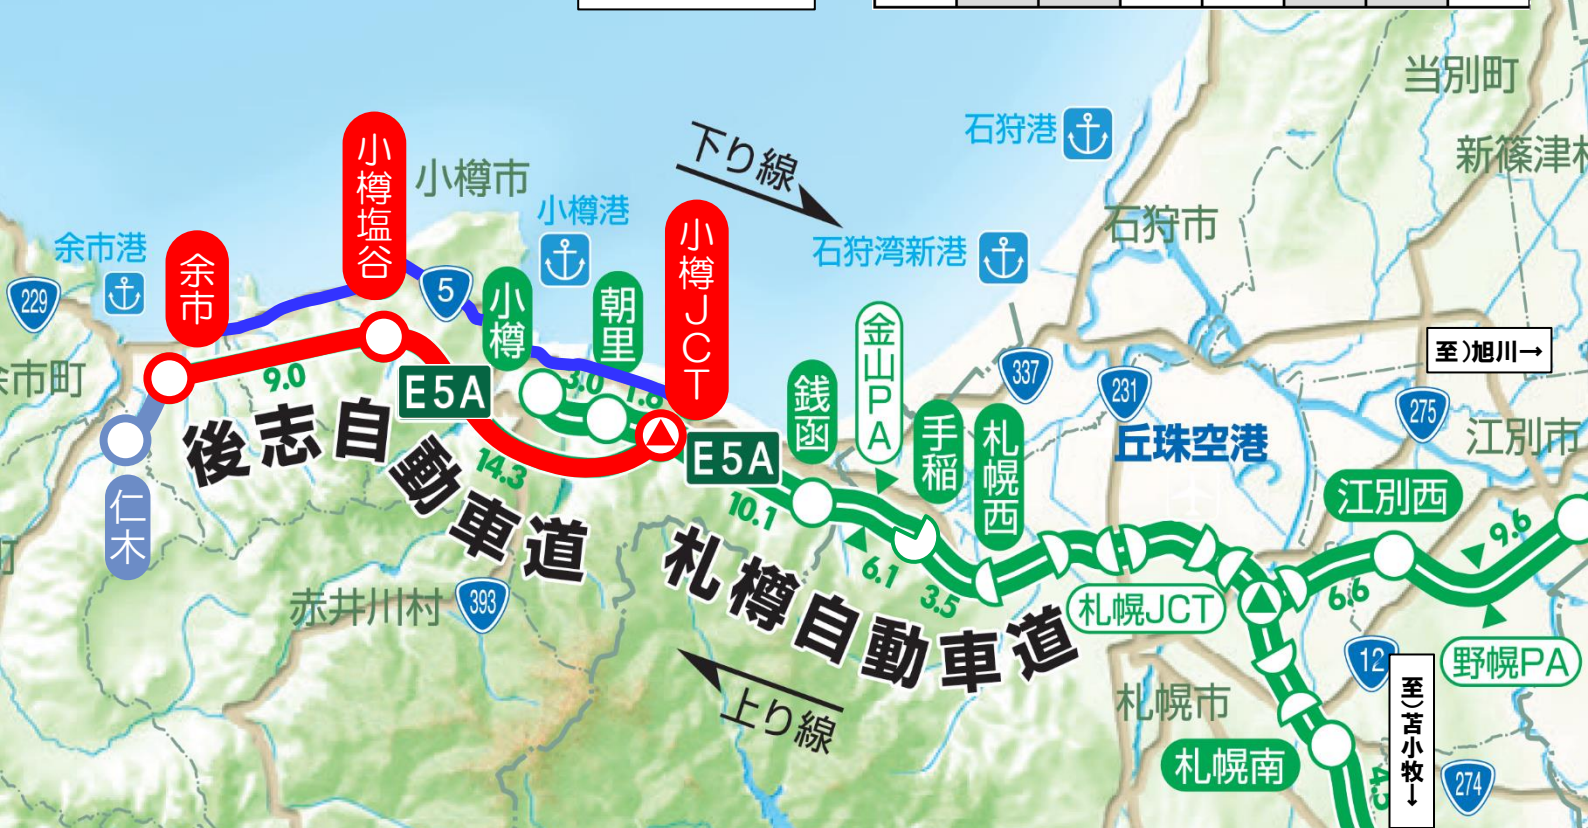 当別町
新篠津村
石狩港
下り線
小樽塩谷
小樽市
小樽港
石狩市
石狩湾新港
小樽JCT
余市港
余市
229
5
小樽
朝里
金山PA
至)旭川→
337
231
275
9.0
E5A
3.0
1.8
銭函
手稲
札幌西
丘珠空港
江別市
余市町
後志自動車道
14.3
E5A
10.1
江別西
仁木
9.6
6.1
3.5
札幌JCT
6.6
赤井川村
393
札樽自動車道
12
野幌PA
上り線
札幌市
至)苫小牧→
札幌南
274